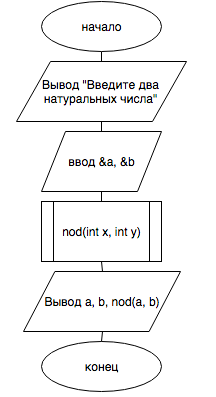 начало
Вывод "Введите два
натуральных числа"
ввод &a, &b
nod(int x, int y)
Вывод a, b, nod(a, b)
конец